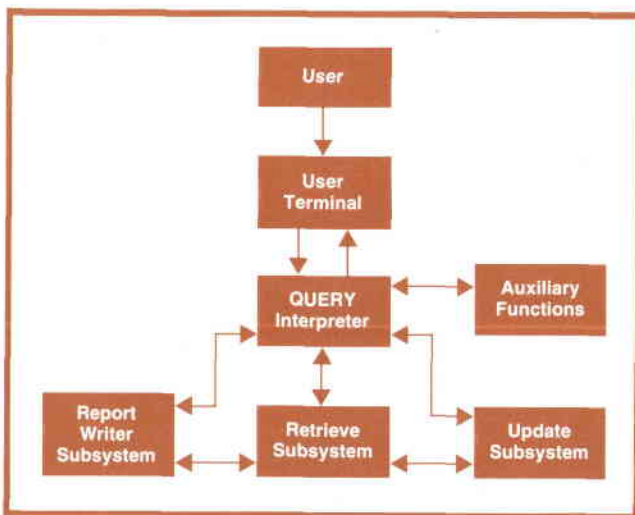 User
User
Terminal
QUERY
Interpreter
Auxiliary
Functions
Report
Writer
Subsystem
Retrieve
Subsystem
Update
Subsystem